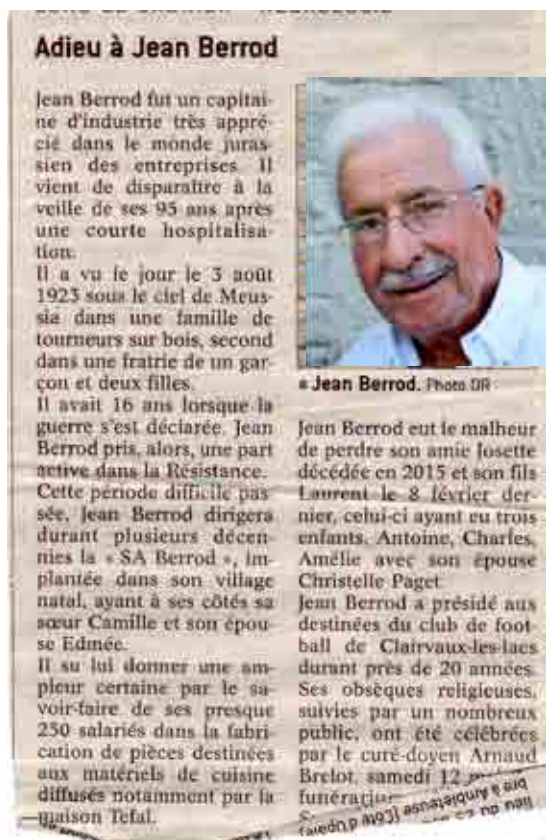 Adieu à Jean Berrod
Jean Berrod fut un capitai-
ne d'industrie très appré-
cié dans le monde juras-
sien des entreprises. Il
vient de disparaître à la
veille de ses 95 ans après
une courte hospitalisa-
tion.
Il a vu le jour le 3 août
1923 sous le ciel de Meus-
sia dans une famille de
tourneurs sur bois, second
dans une fratrie de un gar-
çon et deux filles.
Il avait 16 ans lorsque la
guerre s'est déclarée. Jean
Berrod pris, alors, une part
active dans la Résistance.
Cette période difficile pas-
sée, Jean Berrod dirigera
durant plusieurs décen-
nies la « SA Berrod », im-
plantée dans son village
natal, ayant à ses côtés sa
sœur Camille et son épou-
se Edmée.
Il su lui donner une am-
pleur certaine par le sa-
voir-faire de ses presque
250 salariés dans la fabri-
cation de pièces destinées
aux matériels de cuisine
diffusés notamment par la
maison Tefal.
Jean Berrod. Photo DR
Jean Berrod eut le malheur
de perdre son amie Josette
décédée en 2015 et son fils
Laurent le 8 février der-
nier, celui-ci ayant eu trois
enfants, Antoine, Charles,
Amélie avec son épouse
Christelle Paget.
Jean Berrod a présidé aux
destinées du club de foot-
ball de Clairvaux-les-lacs
durant près de 20 années.
Ses obsèques religieuses,
suivies par un nombreux
public, ont été célébrées
par le curé-doyen Arnaud
Brelot, samedi 12
bre à Ambleteuse (Côte d'Opale)
lieu du